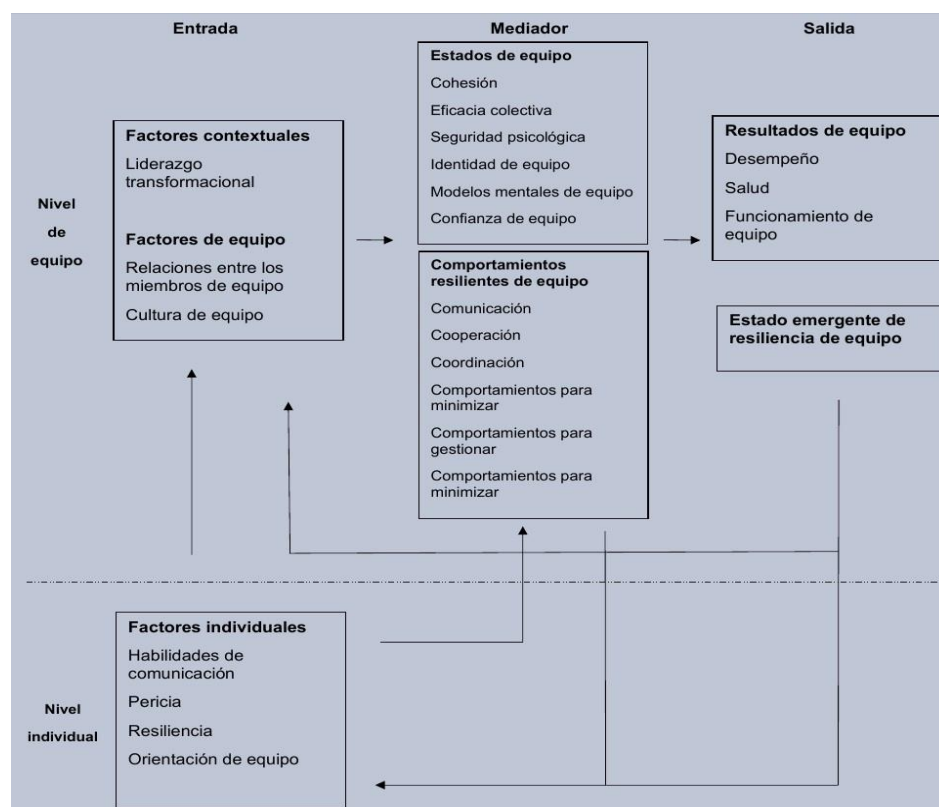 Entrada
Mediador
Salida
Nivel
de
equipo
Factores contextuales
Liderazgo
transformacional
Factores de equipo
Relaciones entre los
miembros de equipo
Cultura de equipo
Estados de equipo
Cohesión
Eficacia colectiva
Seguridad psicológica
Identidad de equipo
Modelos mentales de equipo
Confianza de equipo
Comportamientos
resilientes de equipo
Comunicación
Cooperación
Coordinación
Comportamientos para
minimizar
Comportamientos para
gestionar
Comportamientos para
minimizar
Resultados de equipo
Desempeño
Salud
Funcionamiento de
equipo
Estado emergente de
resiliencia de equipo
Nivel
individual
Factores individuales
Habilidades de
comunicación
Pericia
Resiliencia
Orientación de equipo